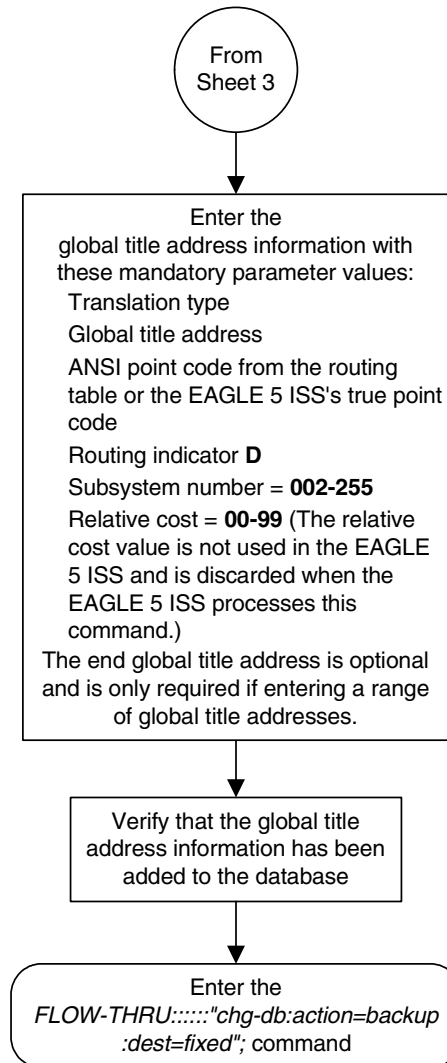 From
Sheet 3
Enter the
global title address information with
these mandatory parameter values:
Translation type
Global title address
ANSI point code from the routing
table or the EAGLE 5 ISS's true point
code
Routing indicator D
Subsystem number = 002-255
Relative cost = 00-99 (The relative
cost value is not used in the EAGLE
5 ISS and is discarded when the
EAGLE 5 ISS processes this
command.)
The end global title address is optional
and is only required if entering a range
of global title addresses.
Verify that the global title
address information has been
added to the database
Enter the
FLOW-THRU::::::"chg-db:action=backup
:dest=fixed"; command